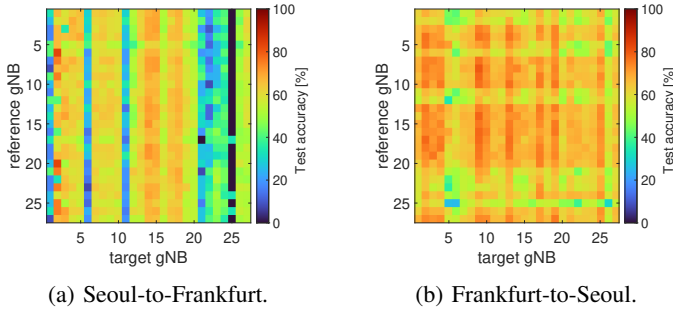 100
80
60
40
20
0
Test accuracy [%]
5
10
15
20
25
reference gNB
5 10 15 20 25
target gNB
(a) Seoul-to-Frankfurt.
100
80
60
40
20
0
Test accuracy [%]
5
10
15
20
25
reference gNB
5 10 15 20 25
target gNB
(b) Frankfurt-to-Seoul.